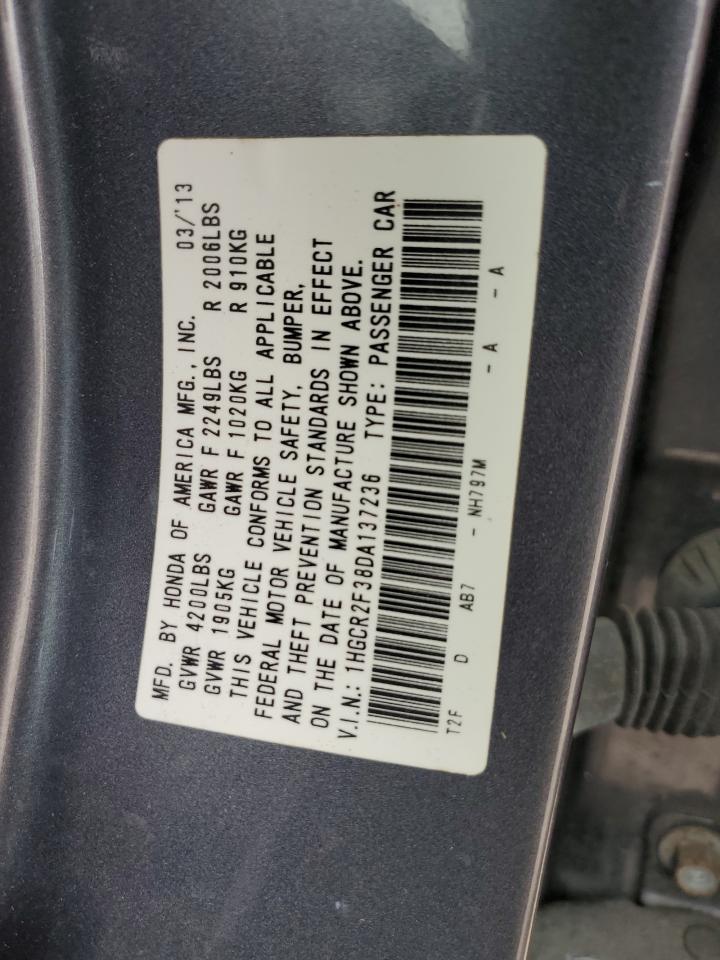 MFD. BY HONDA OF AMERICA MFG., INC. 03/'13
GVWR 4200LBS GAWR F 2249LBS R 2006LBS
GVWR 1905KG GAWR F 1020KG R 910KG
THIS VEHICLE CONFORMS TO ALL APPLICABLE
FEDERAL MOTOR VEHICLE SAFETY, BUMPER,
AND THEFT PREVENTION STANDARDS IN EFFECT
ON THE DATE OF MANUFACTURE SHOWN ABOVE.
V.I.N.: 1HGCR2F38DA137236 TYPE: PASSENGER CAR
T2F D AB7 - NH797M - A - A